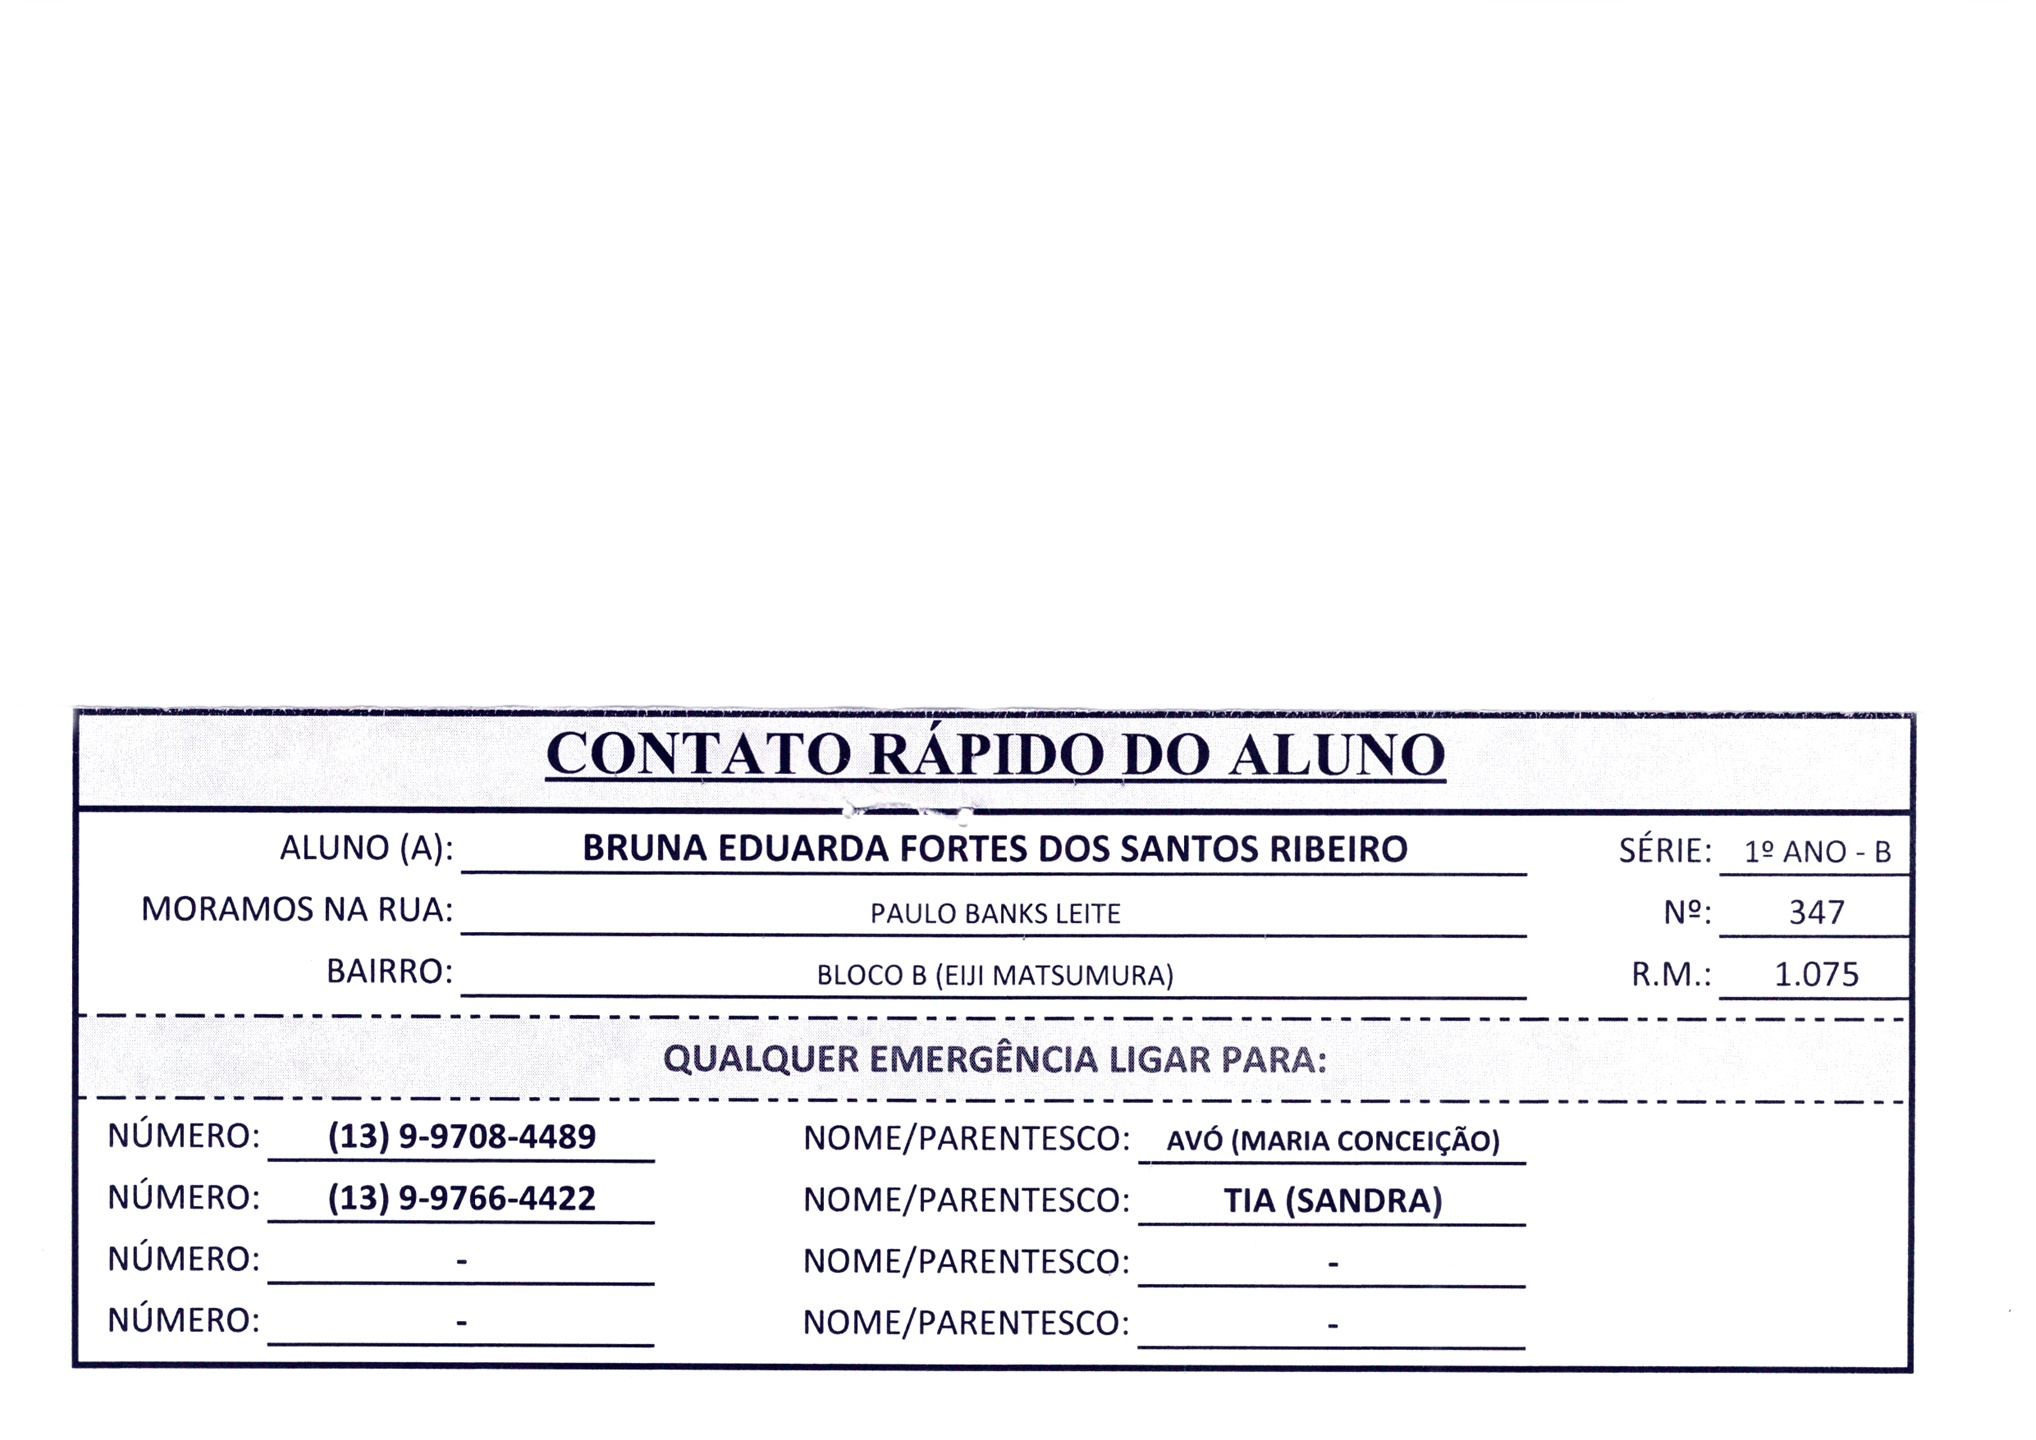 CONTATO RÁPIDO DO ALUNO
ALUNO (A): BRUNA EDUARDA FORTES DOS SANTOS RIBEIRO SÉRIE: 1º ANO - B
MORAMOS NA RUA: PAULO BANKS LEITE Nº: 347
BAIRRO: BLOCO B (EIJI MATSUMURA) R.M.: 1.075
QUALQUER EMERGÊNCIA LIGAR PARA:
NÚMERO: (13) 9-9708-4489 NOME/PARENTESCO: AVÓ (MARIA CONCEIÇÃO)
NÚMERO: (13) 9-9766-4422 NOME/PARENTESCO: TIA (SANDRA)
NÚMERO: - NOME/PARENTESCO: -
NÚMERO: - NOME/PARENTESCO: -